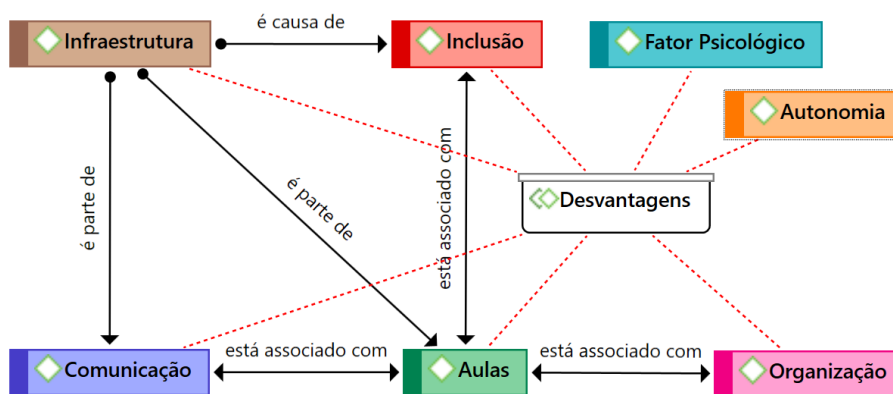 é causa de
Infraestrutura
Inclusão
Fator Psicológico
Autonomia
está associado com
é parte de
é parte de
Desvantagens
está associado com
está associado com
Comunicação
Aulas
Organização